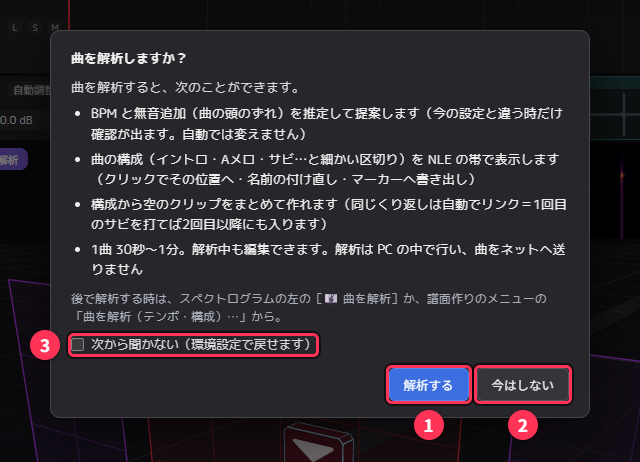 L S M
自動調整
0.0 dB
解析
曲を解析しますか？
曲を解析すると、次のことができます。
• BPM と無音追加（曲の頭のずれ）を推定して提案します（今の設定と違う時だけ
確認が出ます。自動では変えません）
• 曲の構成（イントロ・Aメロ・サビ…と細かい区切り）を NLE の帯で表示します
（クリックでその位置へ・名前の付け直し・マーカーへ書き出し）
• 構成から空のクリップをまとめて作れます（同じくり返しは自動でリンク＝1回目
のサビを打てば2回目以降にも入ります）
• 1曲 30秒〜1分。解析中も編集できます。解析は PC の中で行い、曲をネットへ送
りません
後で解析する時は、スペクトログラムの左の［ 曲を解析］か、譜面作りのメニューの
「曲を解析（テンポ・構成）…」から。
3 次から聞かない（環境設定で戻せます）
解析する 今はしない
1 2